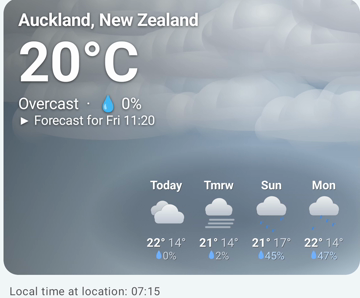 Auckland, New Zealand
20°C
Overcast · 0%
► Forecast for Fri 11:20
Today Tmrw Sun Mon
22° 14° 21° 14° 21° 17° 22° 14°
0% 2% 45% 47%
Local time at location: 07:15